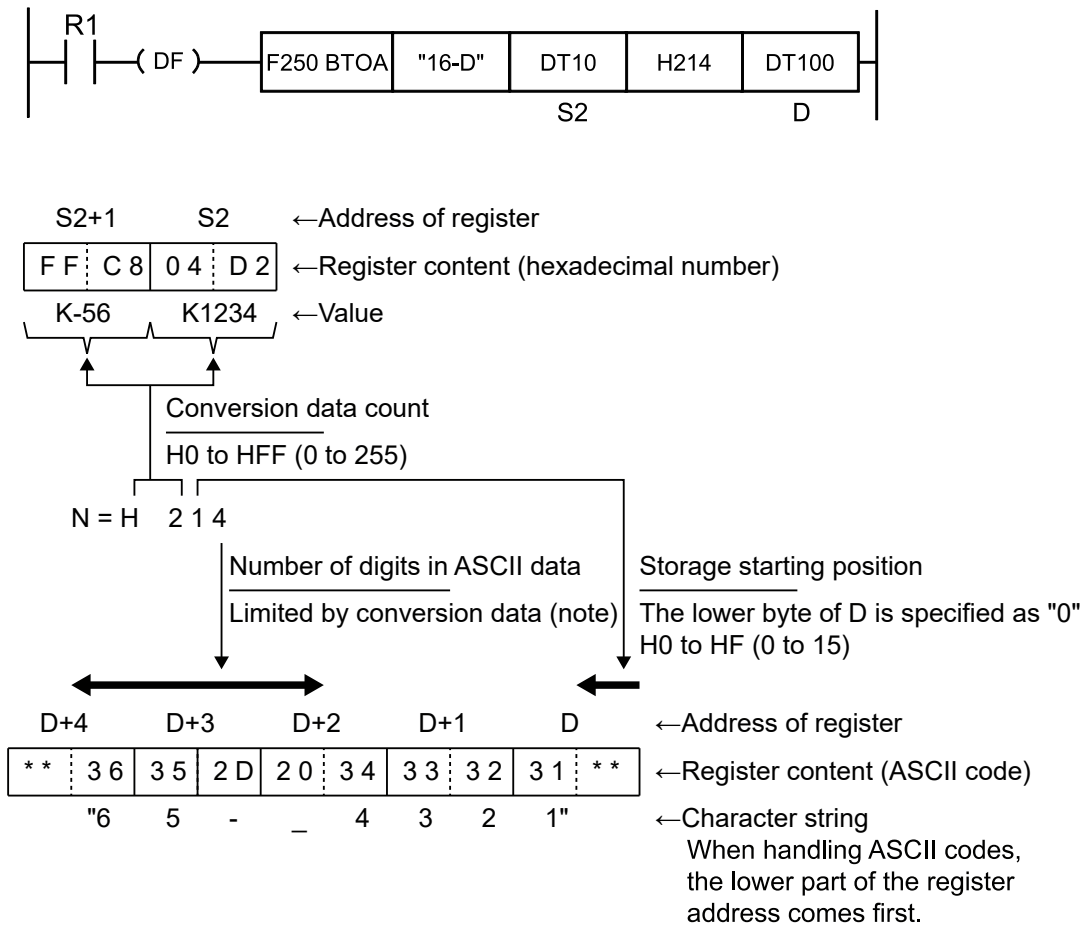 R1
( DF )
F250 BTOA "16-D" DT10 H214 DT100
S2 D
S2+1 S2 ←Address of register
F F C 8 0 4 D 2 ←Register content (hexadecimal number)
K-56 K1234 ←Value
Conversion data count
H0 to HFF (0 to 255)
N = H 2 1 4
Number of digits in ASCII data
Limited by conversion data (note)
Storage starting position
The lower byte of D is specified as "0"
H0 to HF (0 to 15)
D+4 D+3 D+2 D+1 D ←Address of register
* * 3 6 3 5 2 D 2 0 3 4 3 3 3 2 3 1 * * ←Register content (ASCII code)
"6 5 - _ 4 3 2 1" ←Character string
When handling ASCII codes,
the lower part of the register
address comes first.